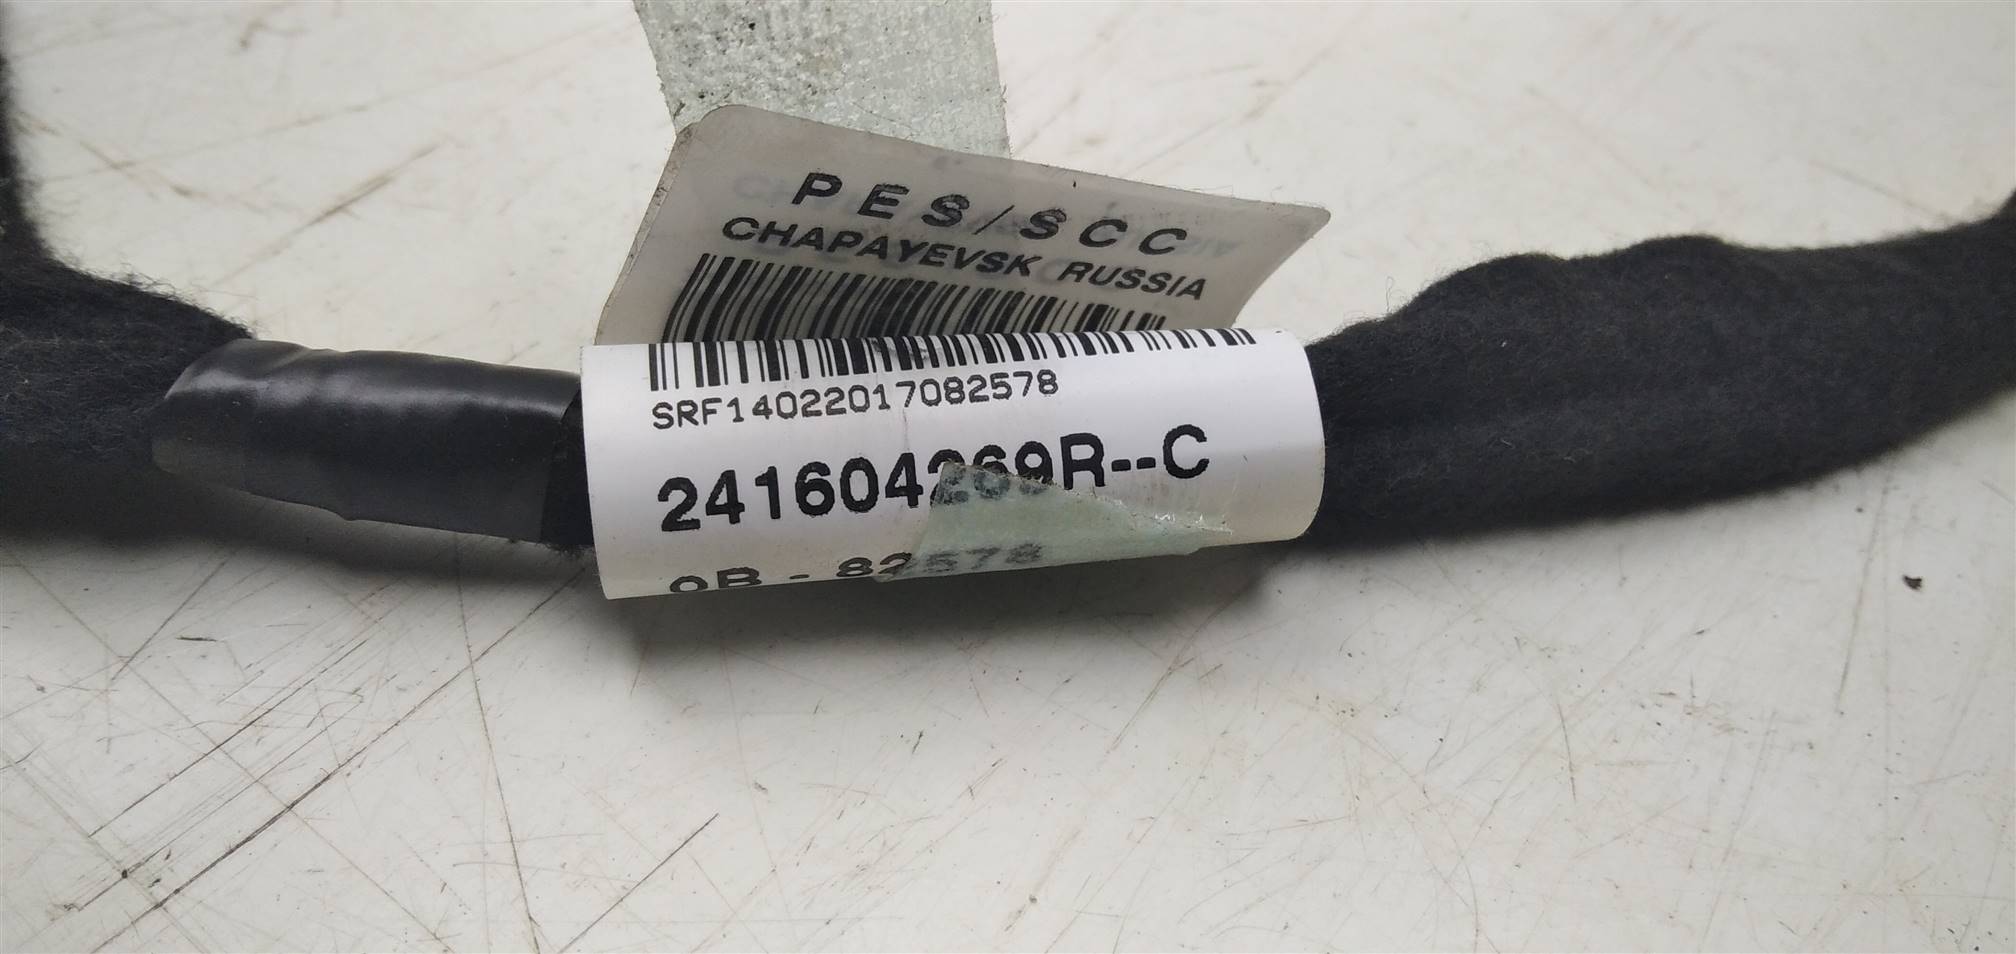 PES/SCC
CHAPAYEVSK RUSSIA
SRF14022017082578
241604269R--C
0B - 82578